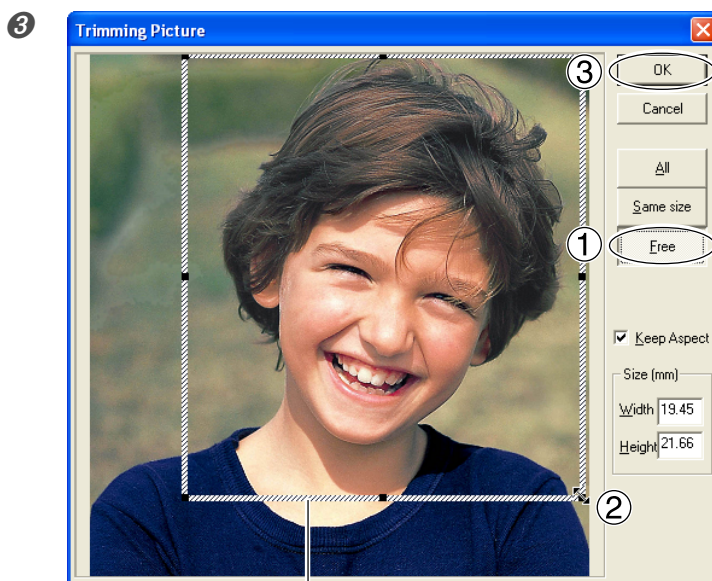 3
Trimming Picture
③
OK
Cancel
All
Same size
①
Free
Keep Aspect
Size (mm)
Width 19.45
Height 21.66
②